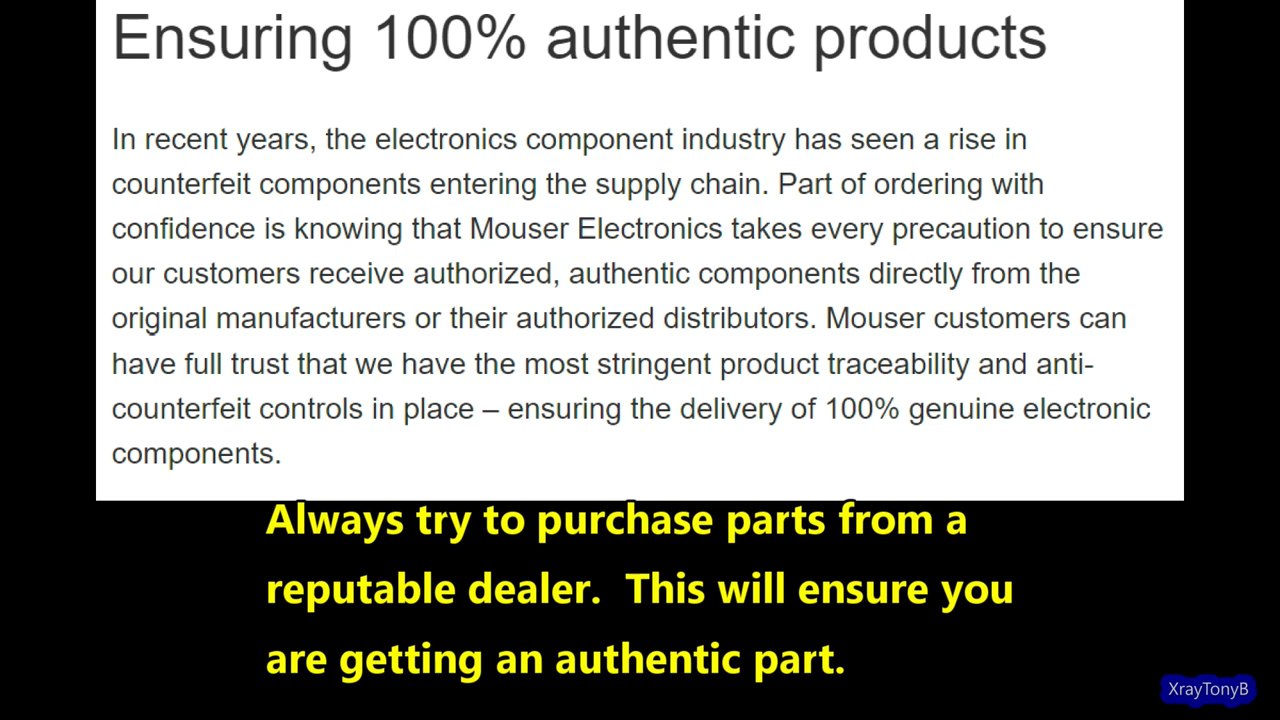 Ensuring 100% authentic products
In recent years, the electronics component industry has seen a rise in
counterfeit components entering the supply chain. Part of ordering with
confidence is knowing that Mouser Electronics takes every precaution to ensure
our customers receive authorized, authentic components directly from the
original manufacturers or their authorized distributors. Mouser customers can
have full trust that we have the most stringent product traceability and anti-
counterfeit controls in place – ensuring the delivery of 100% genuine electronic
components.
Always try to purchase parts from a
reputable dealer.  This will ensure you
are getting an authentic part.
XrayTonyB